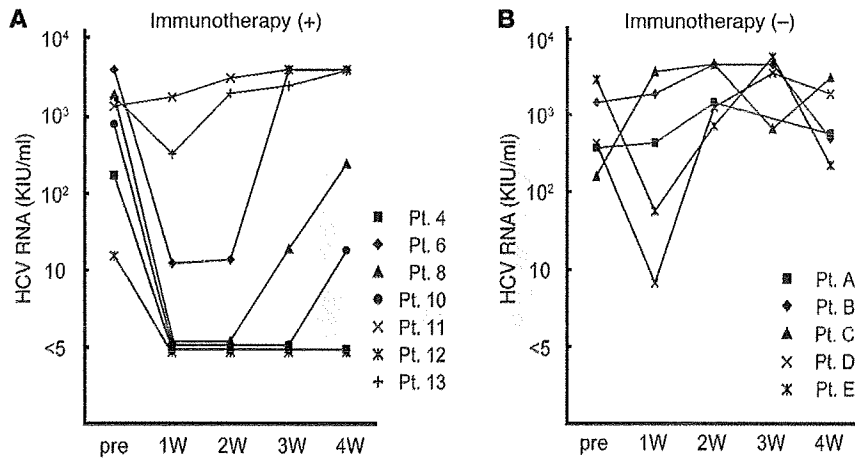 A
Immunotherapy (+)
HCV RNA (KIU/ml)
10⁴
10³
10²
10
<5
pre 1W 2W 3W 4W
Pt. 4
Pt. 6
Pt. 8
Pt. 10
Pt. 11
Pt. 12
Pt. 13
B
Immunotherapy (–)
HCV RNA (KIU/ml)
10⁴
10³
10²
10
<5
pre 1W 2W 3W 4W
Pt. A
Pt. B
Pt. C
Pt. D
Pt. E